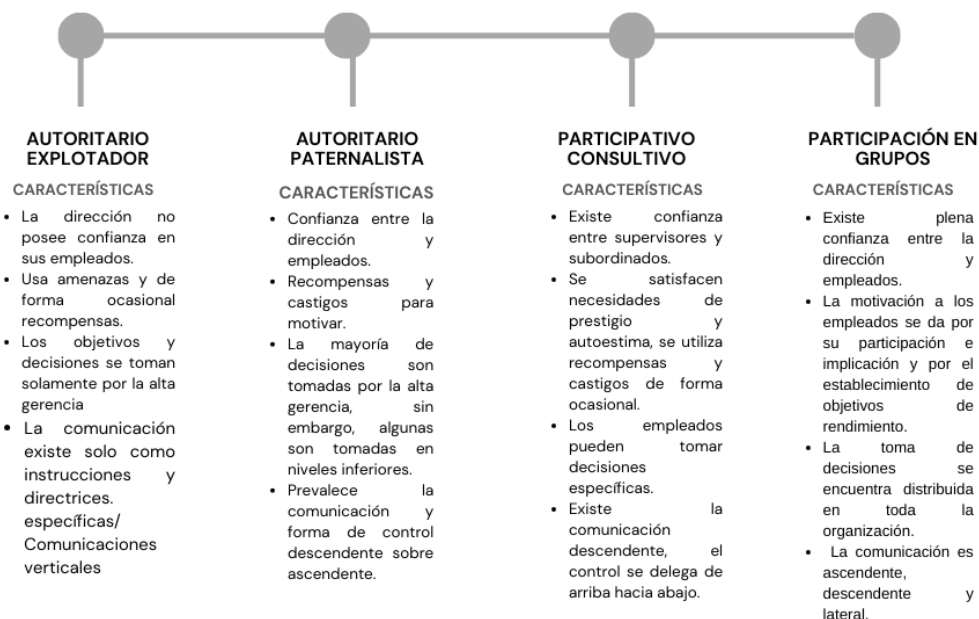 AUTORITARIO
EXPLOTADOR
CARACTERÍSTICAS
• La dirección no
posee confianza en
sus empleados.
• Usa amenazas y de
forma ocasional
recompensas.
• Los objetivos y
decisiones se toman
solamente por la alta
gerencia
• La comunicación
existe solo como
instrucciones y
directrices.
específicas/
Comunicaciones
verticales
AUTORITARIO
PATERNALISTA
CARACTERÍSTICAS
• Confianza entre la
dirección y
empleados.
• Recompensas y
castigos para
motivar.
• La mayoría de
decisiones son
tomadas por la alta
gerencia, sin
embargo, algunas
son tomadas en
niveles inferiores.
• Prevalece la
comunicación y
forma de control
descendente sobre
ascendente.
PARTICIPATIVO
CONSULTIVO
CARACTERÍSTICAS
• Existe confianza
entre supervisores y
subordinados.
• Se satisfacen
necesidades de
prestigio y
autoestima, se utiliza
recompensas y
castigos de forma
ocasional.
• Los empleados
pueden tomar
decisiones
específicas.
• Existe la
comunicación
descendente, el
control se delega de
arriba hacia abajo.
PARTICIPACIÓN EN
GRUPOS
CARACTERÍSTICAS
• Existe plena
confianza entre la
dirección y
empleados.
• La motivación a los
empleados se da por
su participación e
implicación y por el
establecimiento de
objetivos de
rendimiento.
• La toma de
decisiones se
encuentra distribuida
en toda la
organización.
• La comunicación es
ascendente,
descendente y
lateral.